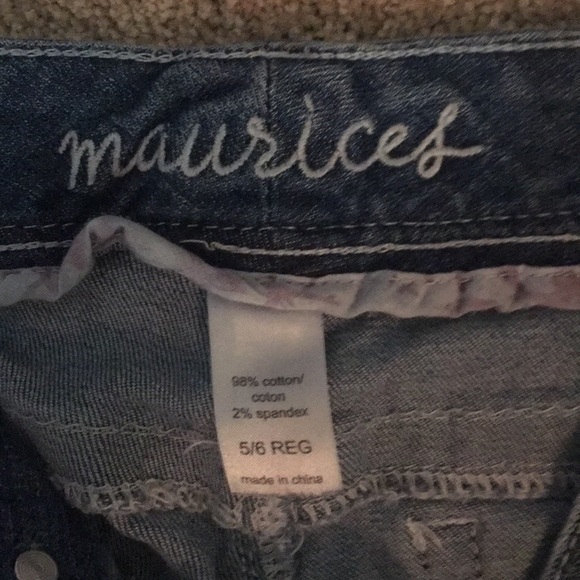 maurices
98% cotton/
coton
2% spandex
5/6 REG
made in china